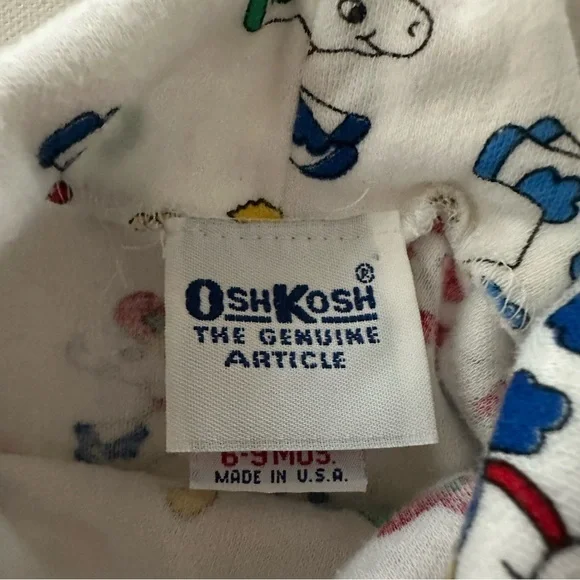 OSHKOSH®
THE GENUINE
ARTICLE
6-9 MOS.
MADE IN U.S.A.